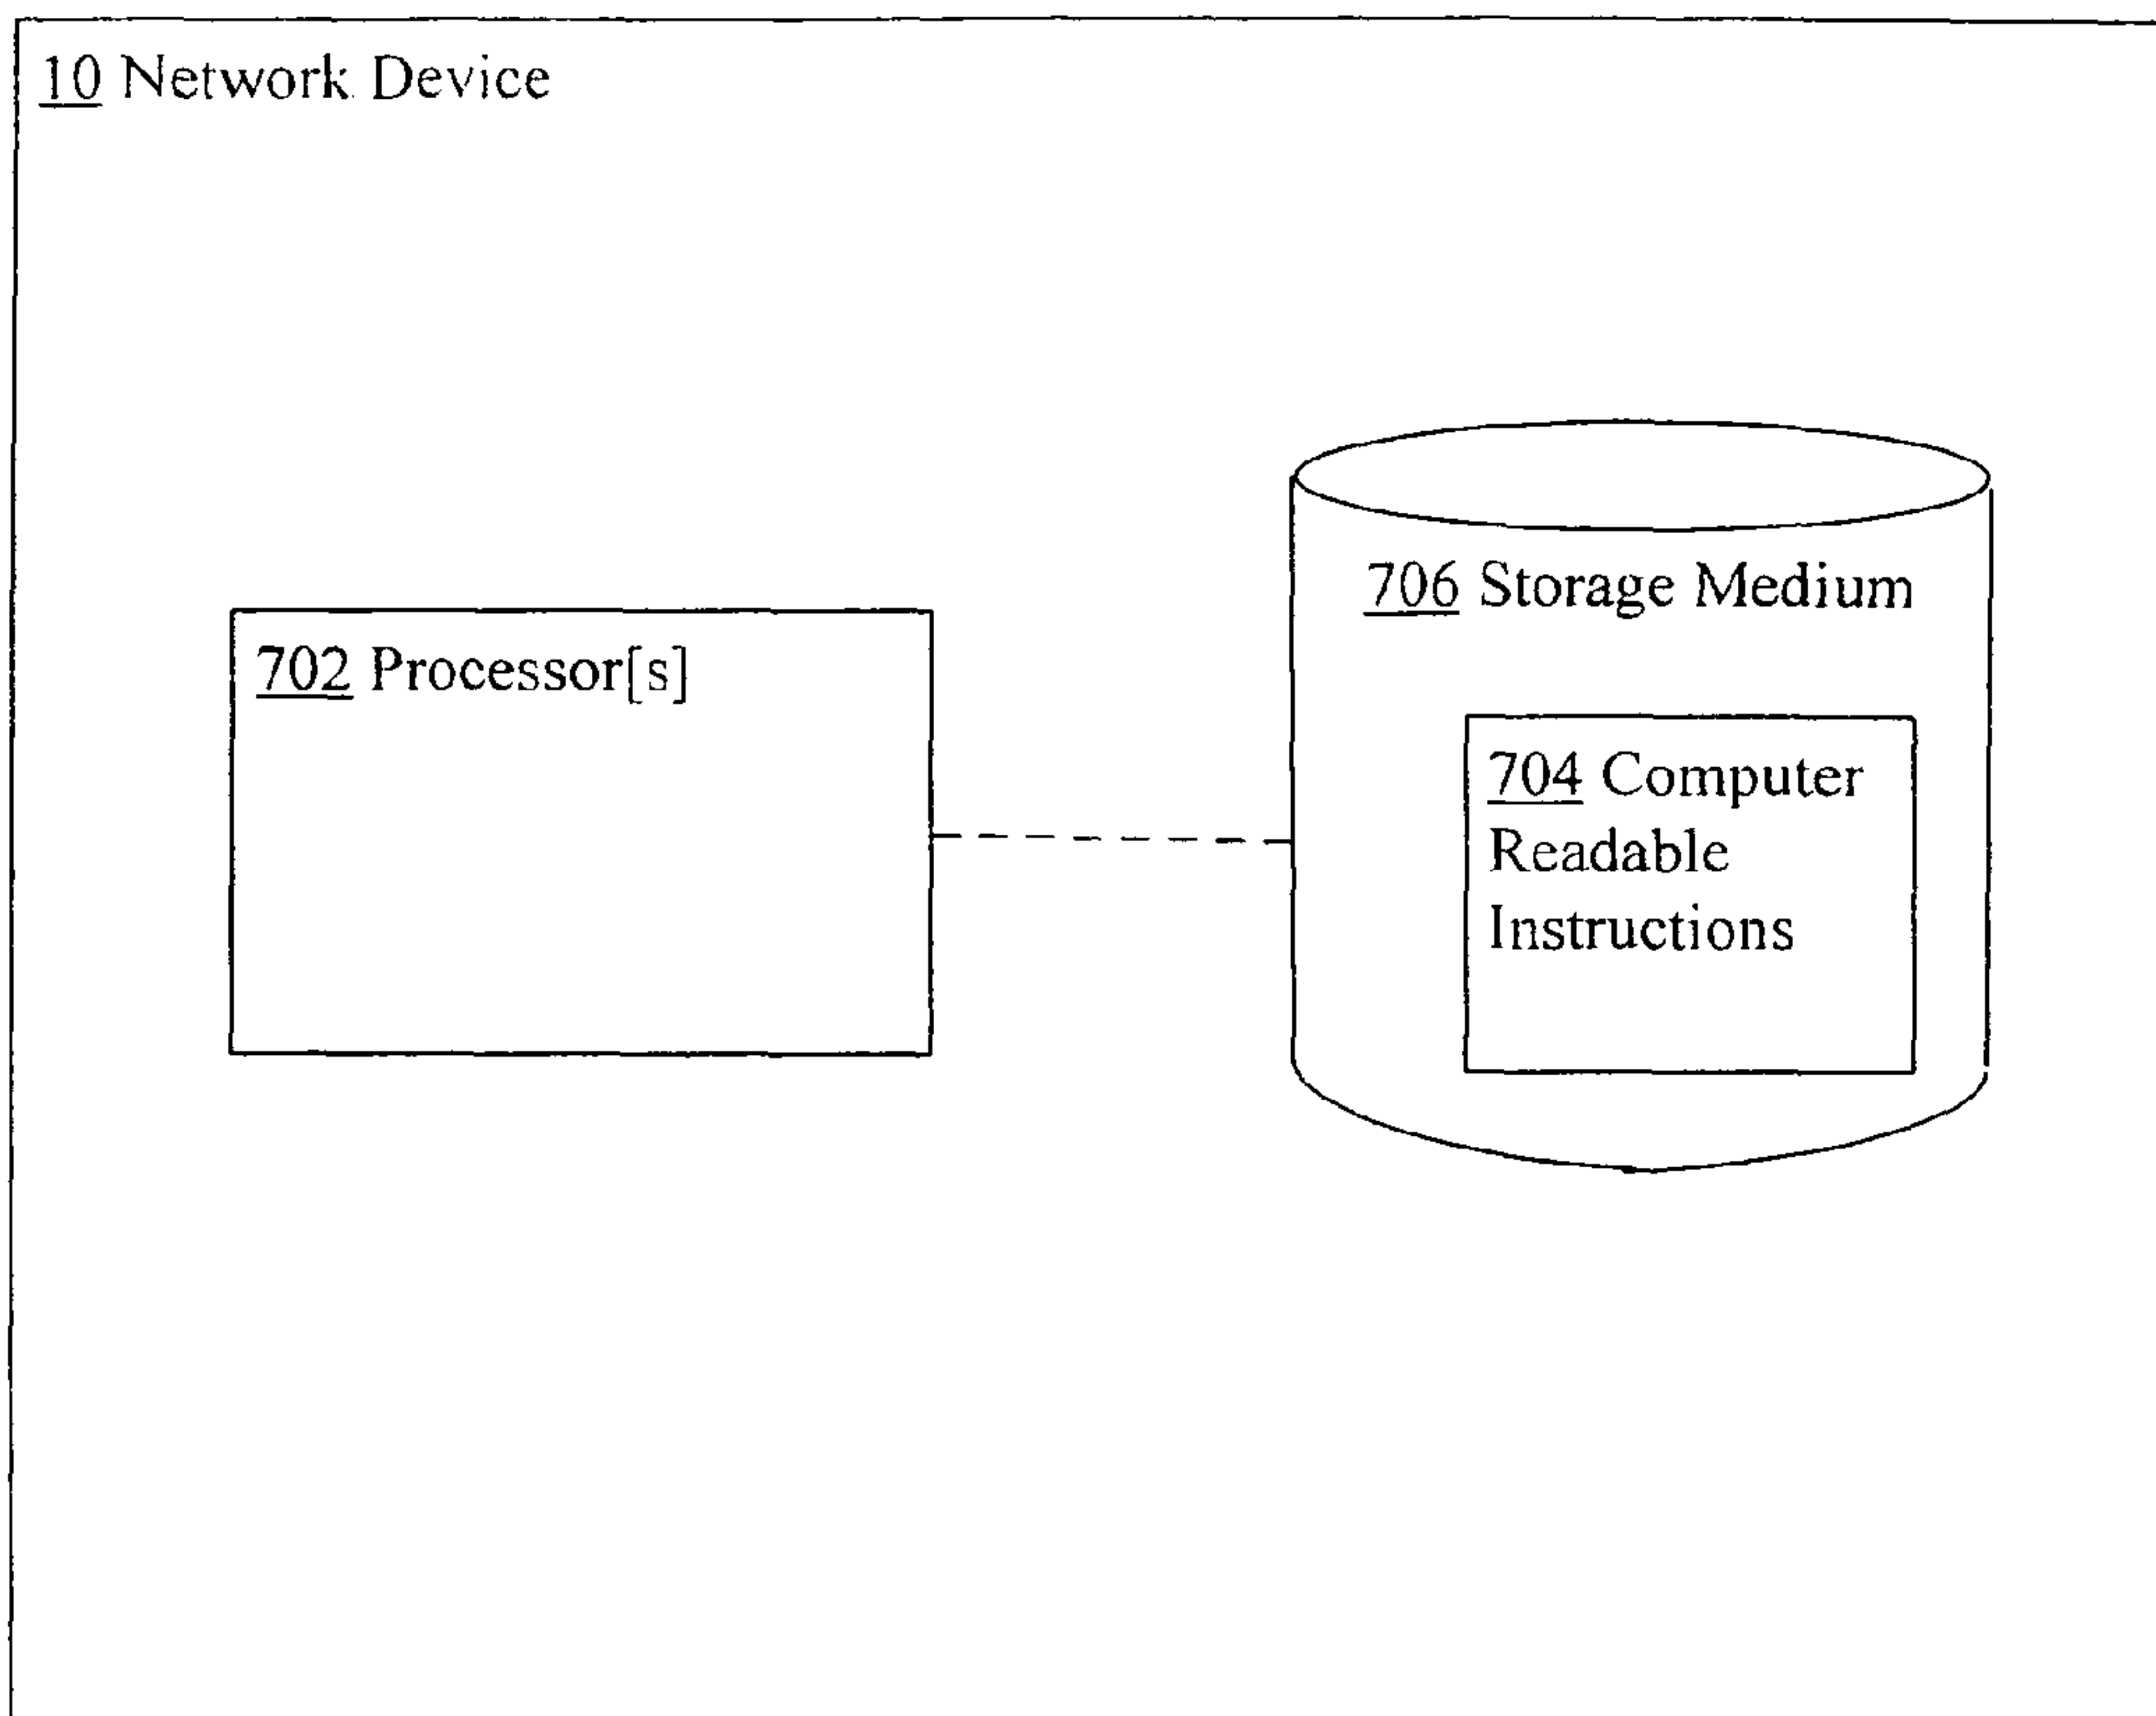 10 Network Device
706 Storage Medium
702 Processor[s]
704 Computer
Readable
Instructions